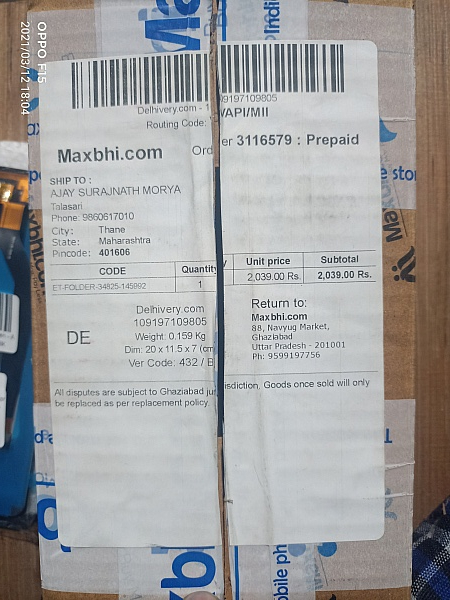 OPPO F15
2021/03/12 18:04
Delhivery.com - 1 09197109805
Routing Code: VAPI/MII
Maxbhi.com Order 3116579 : Prepaid
SHIP TO :
AJAY SURAJNATH MORYA
Talasari
Phone: 9860617010
City: Thane
State: Maharashtra
Pincode: 401606
CODE Quantity Unit price Subtotal
ET-FOLDER-34825-145992 1 2,039.00 Rs. 2,039.00 Rs.
DE
Delhivery.com
109197109805
Weight: 0.159 Kg
Dim: 20 x 11.5 x 7 (cm
Ver Code: 432 / B
Return to:
Maxbhi.com
88, Navyug Market,
Ghaziabad
Uttar Pradesh - 201001
Ph: 9599197756
All disputes are subject to Ghaziabad jurisdiction, Goods once sold will only
be replaced as per replacement policy.